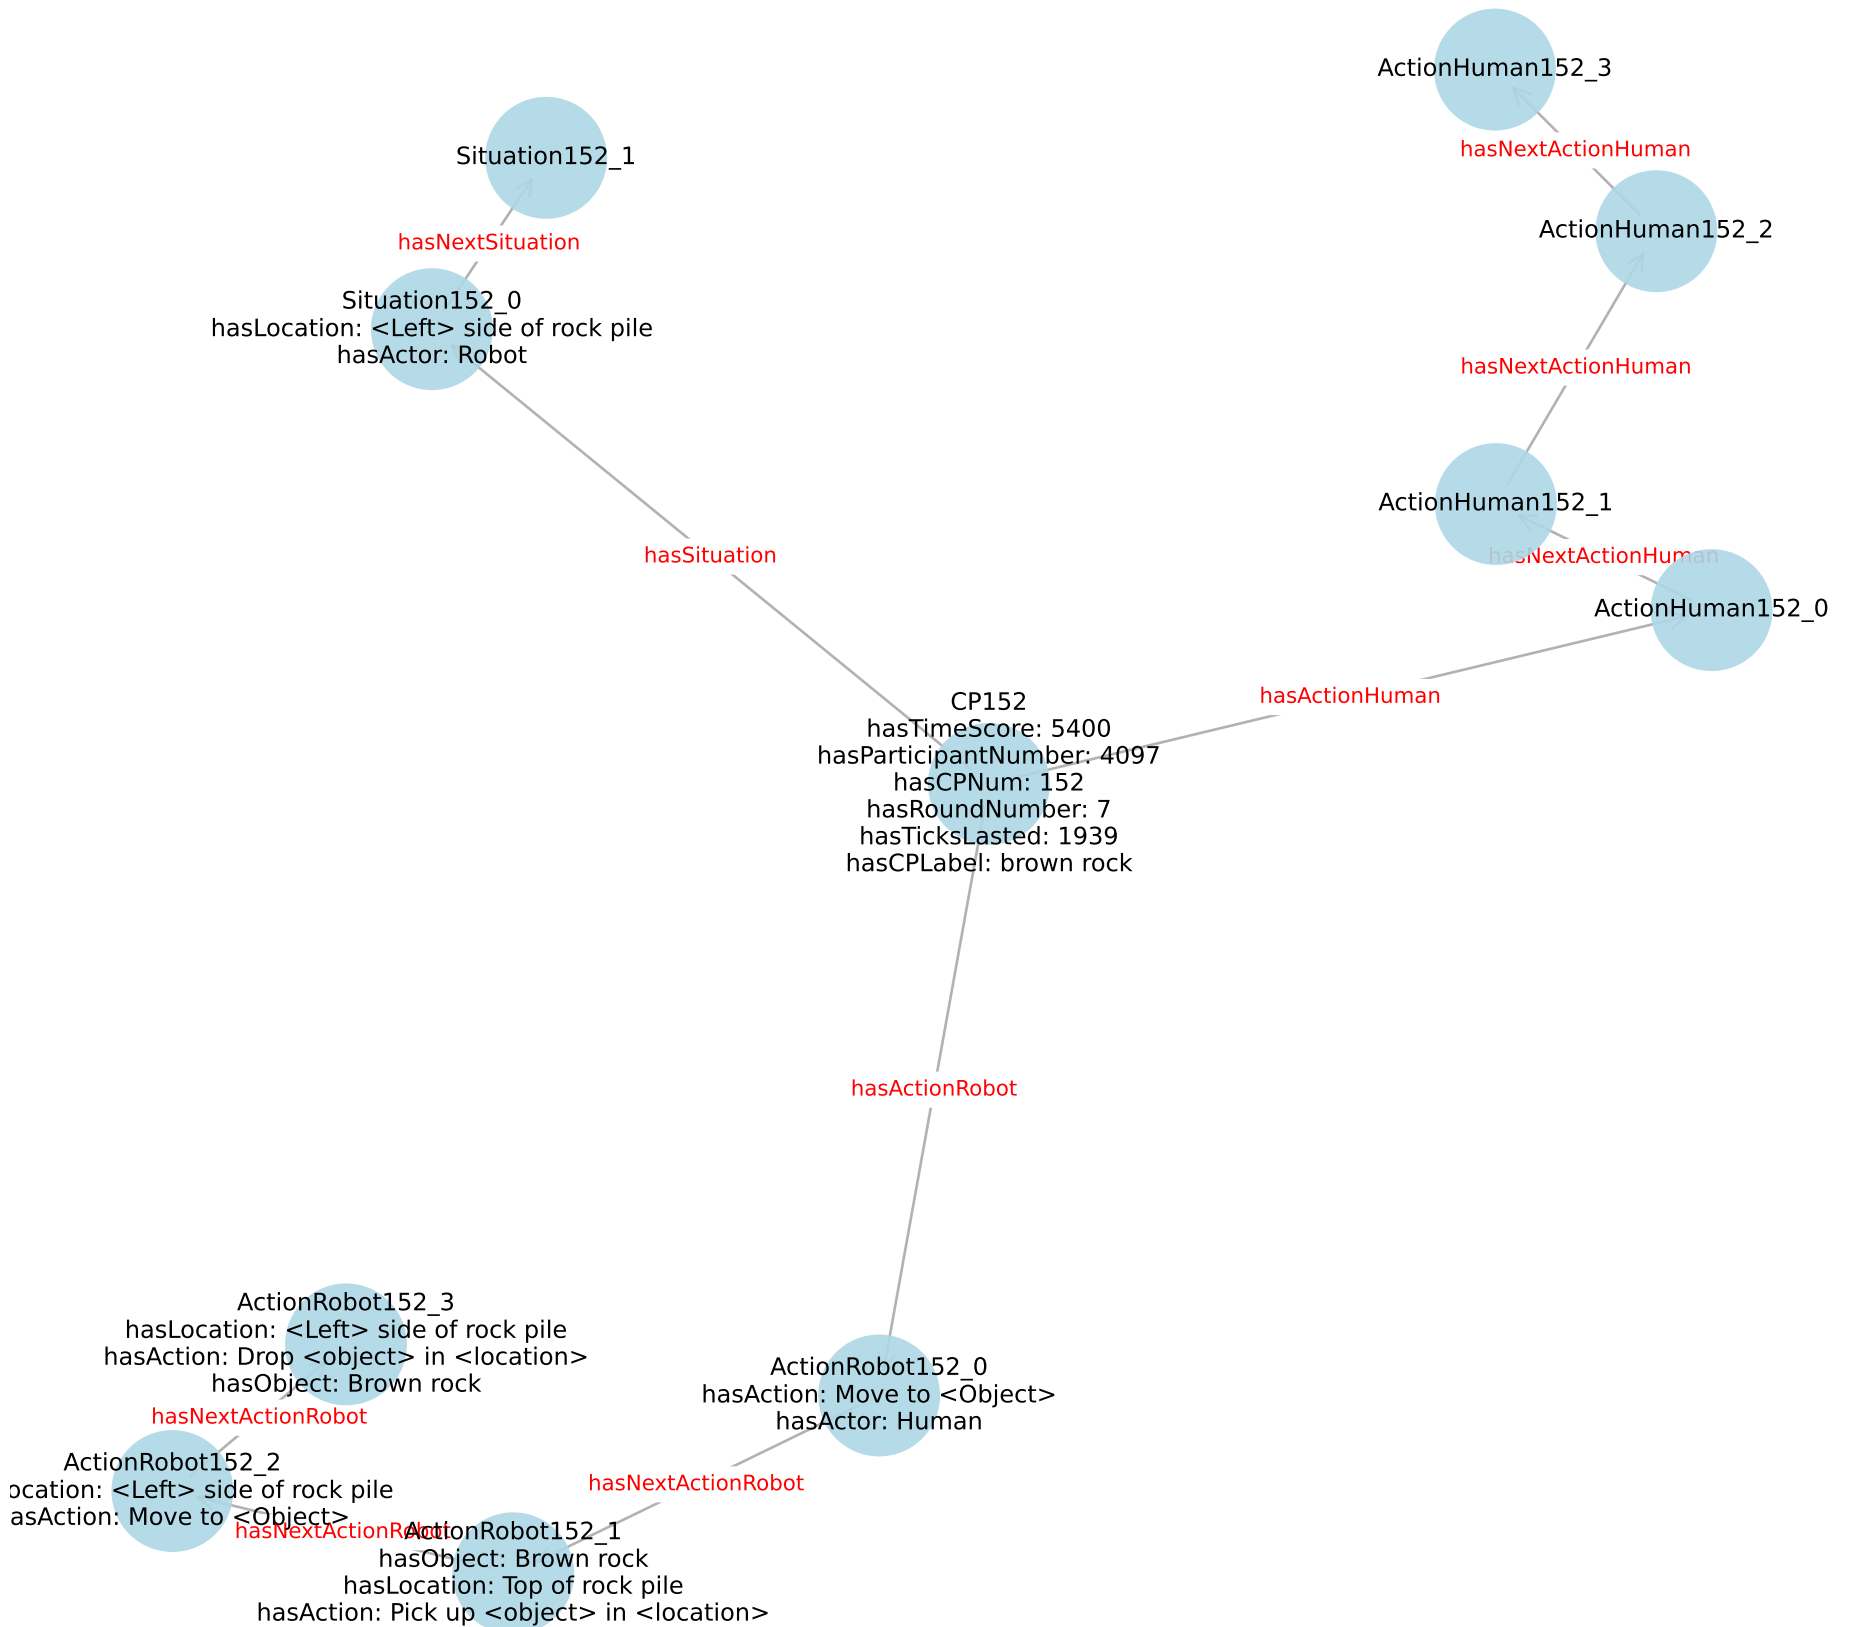 ActionHuman152_3
hasNextActionHuman
Situation152_1
ActionHuman152_2
hasNextSituation
Situation152_0
hasLocation: <Left> side of rock pile
hasActor: Robot
hasNextActionHuman
ActionHuman152_1
hasNextActionHuman
hasSituation
ActionHuman152_0
hasActionHuman
CP152
hasTimeScore: 5400
hasParticipantNumber: 4097
hasCPNum: 152
hasRoundNumber: 7
hasTicksLasted: 1939
hasCPLabel: brown rock
hasActionRobot
ActionRobot152_3
hasLocation: <Left> side of rock pile
hasAction: Drop <object> in <location>
hasObject: Brown rock
ActionRobot152_0
hasAction: Move to <Object>
hasActor: Human
hasNextActionRobot
ActionRobot152_2
ocation: <Left> side of rock pile
asAction: Move to <Object>
hasNextActionRobot
hasNextActionRobot
ActionRobot152_1
hasObject: Brown rock
hasLocation: Top of rock pile
hasAction: Pick up <object> in <location>